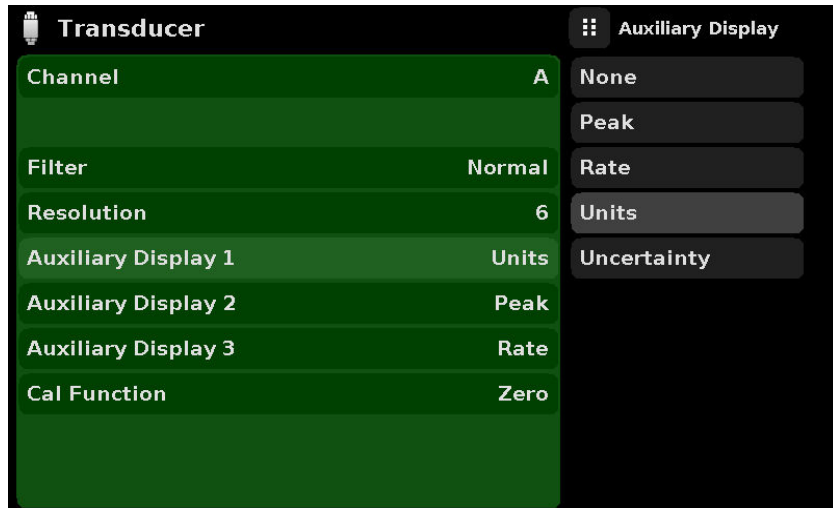 Transducer
Channel A
Filter Normal
Resolution 6
Auxiliary Display 1 Units
Auxiliary Display 2 Peak
Auxiliary Display 3 Rate
Cal Function Zero
Auxiliary Display
None
Peak
Rate
Units
Uncertainty